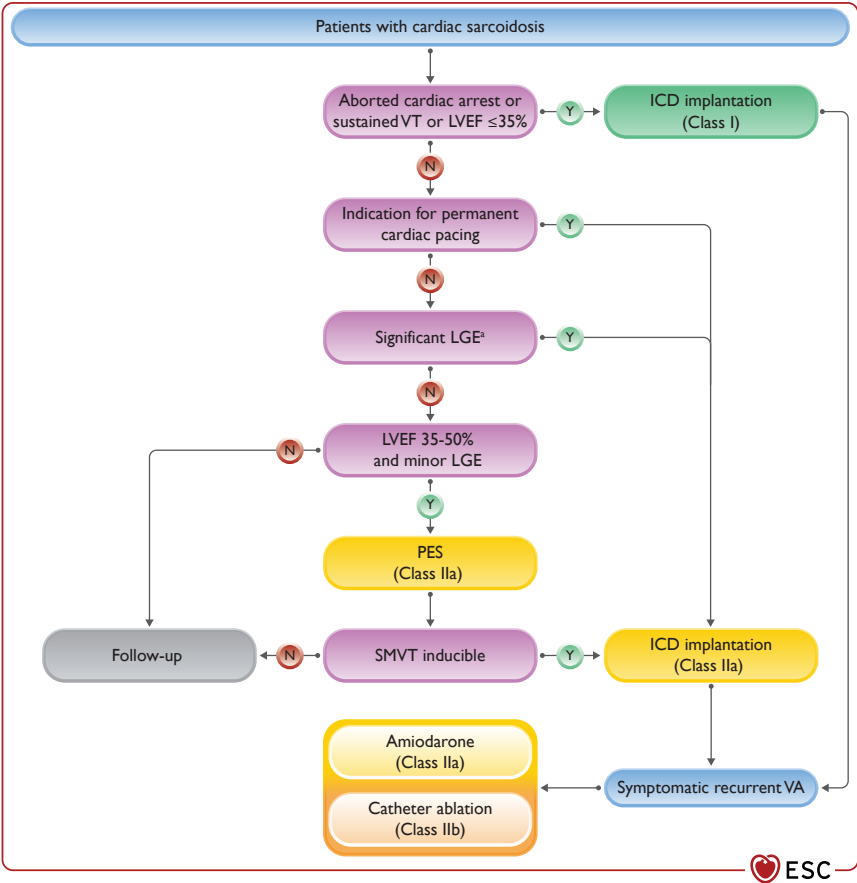 Patients with cardiac sarcoidosis
Aborted cardiac arrest or
sustained VT or LVEF ≤35%
Y
ICD implantation
(Class I)
N
Indication for permanent
cardiac pacing
Y
N
Significant LGEᵃ
Y
N
LVEF 35-50%
and minor LGE
N
Y
PES
(Class IIa)
Follow-up
N
SMVT inducible
Y
ICD implantation
(Class IIa)
Amiodarone
(Class IIa)
Catheter ablation
(Class IIb)
Symptomatic recurrent VA
ESC